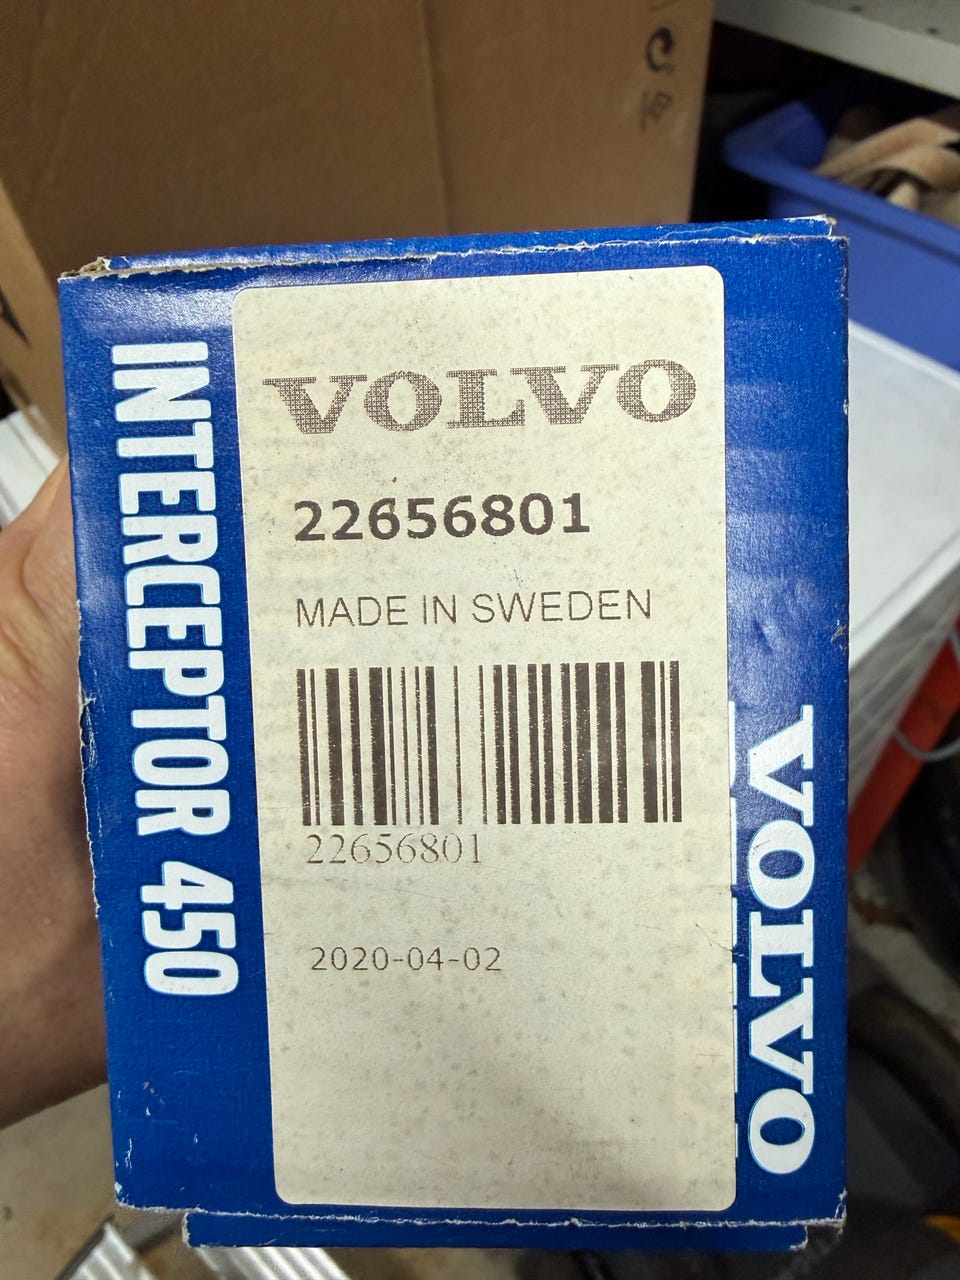 VOLVO
22656801
MADE IN SWEDEN
22656801
2020-04-02
INTERCEPTOR 450
VOLVO